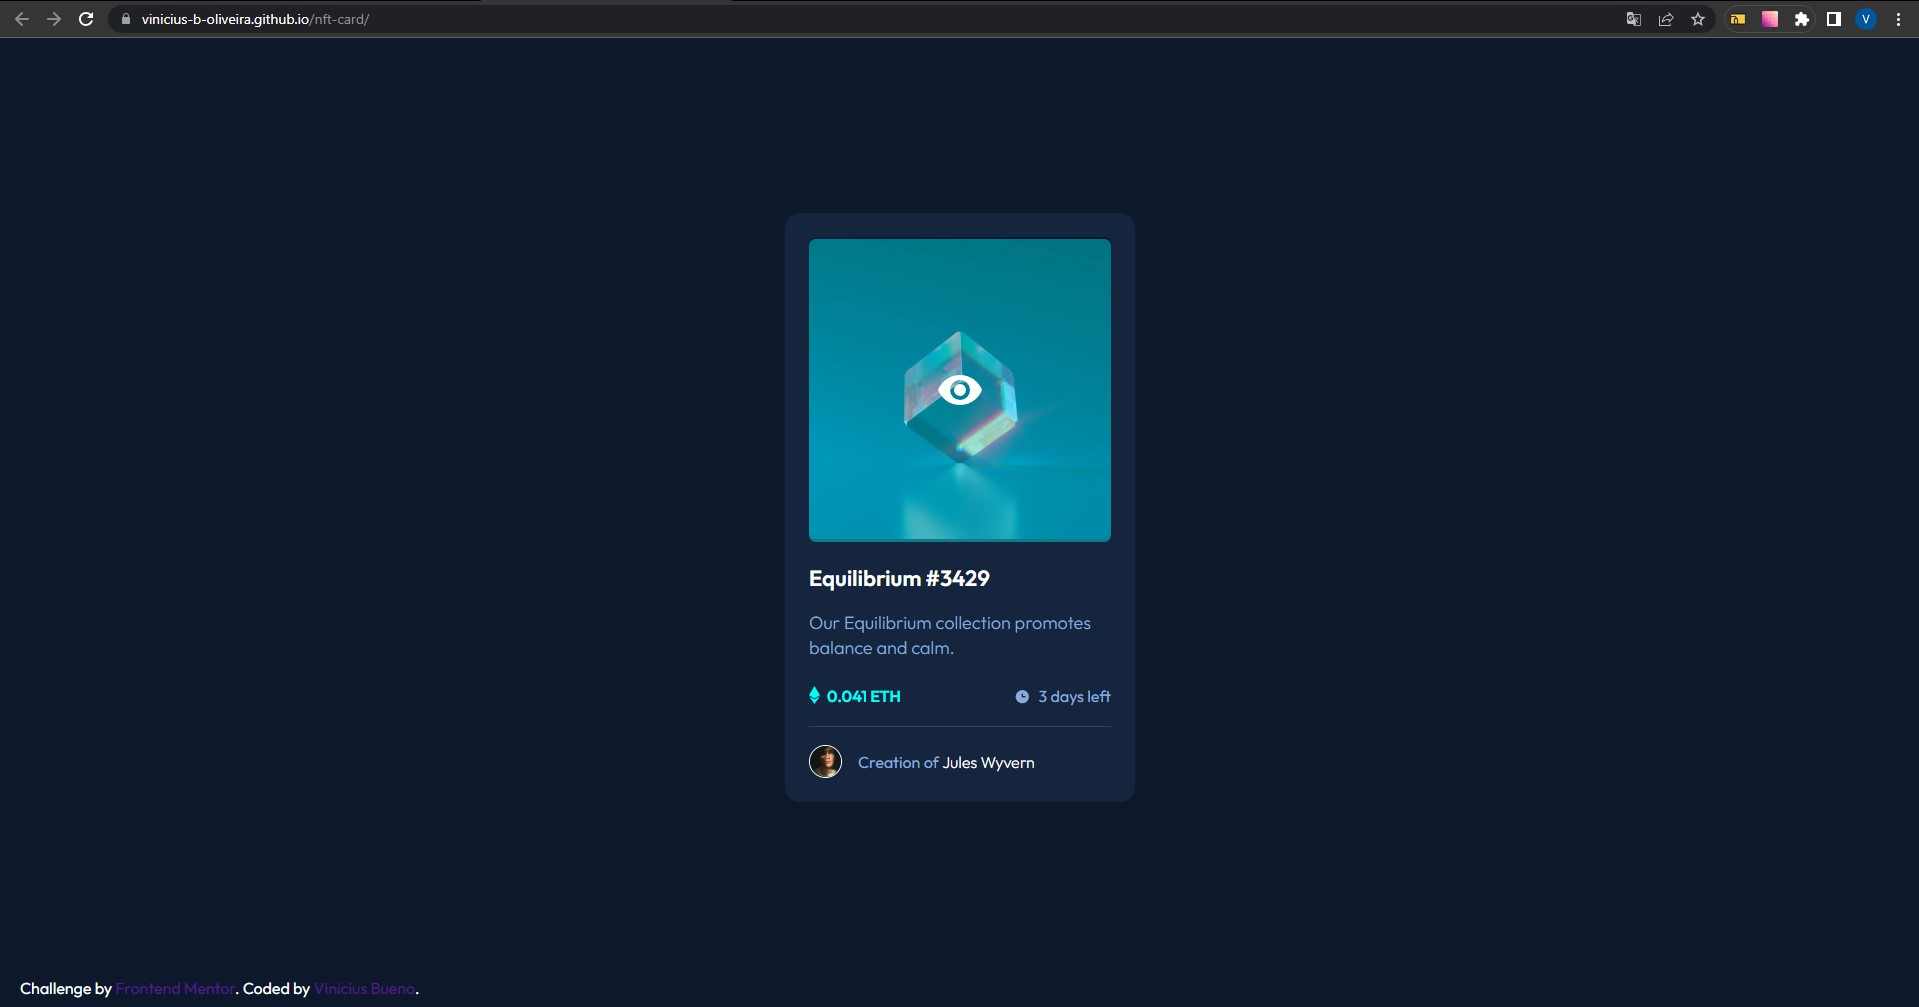 vinicius-b-oliveira.github.io/nft-card/
V
Equilibrium #3429
Our Equilibrium collection promotes
balance and calm.
0.041 ETH
3 days left
Creation of Jules Wyvern
Challenge by Frontend Mentor. Coded by Vinicius Bueno.